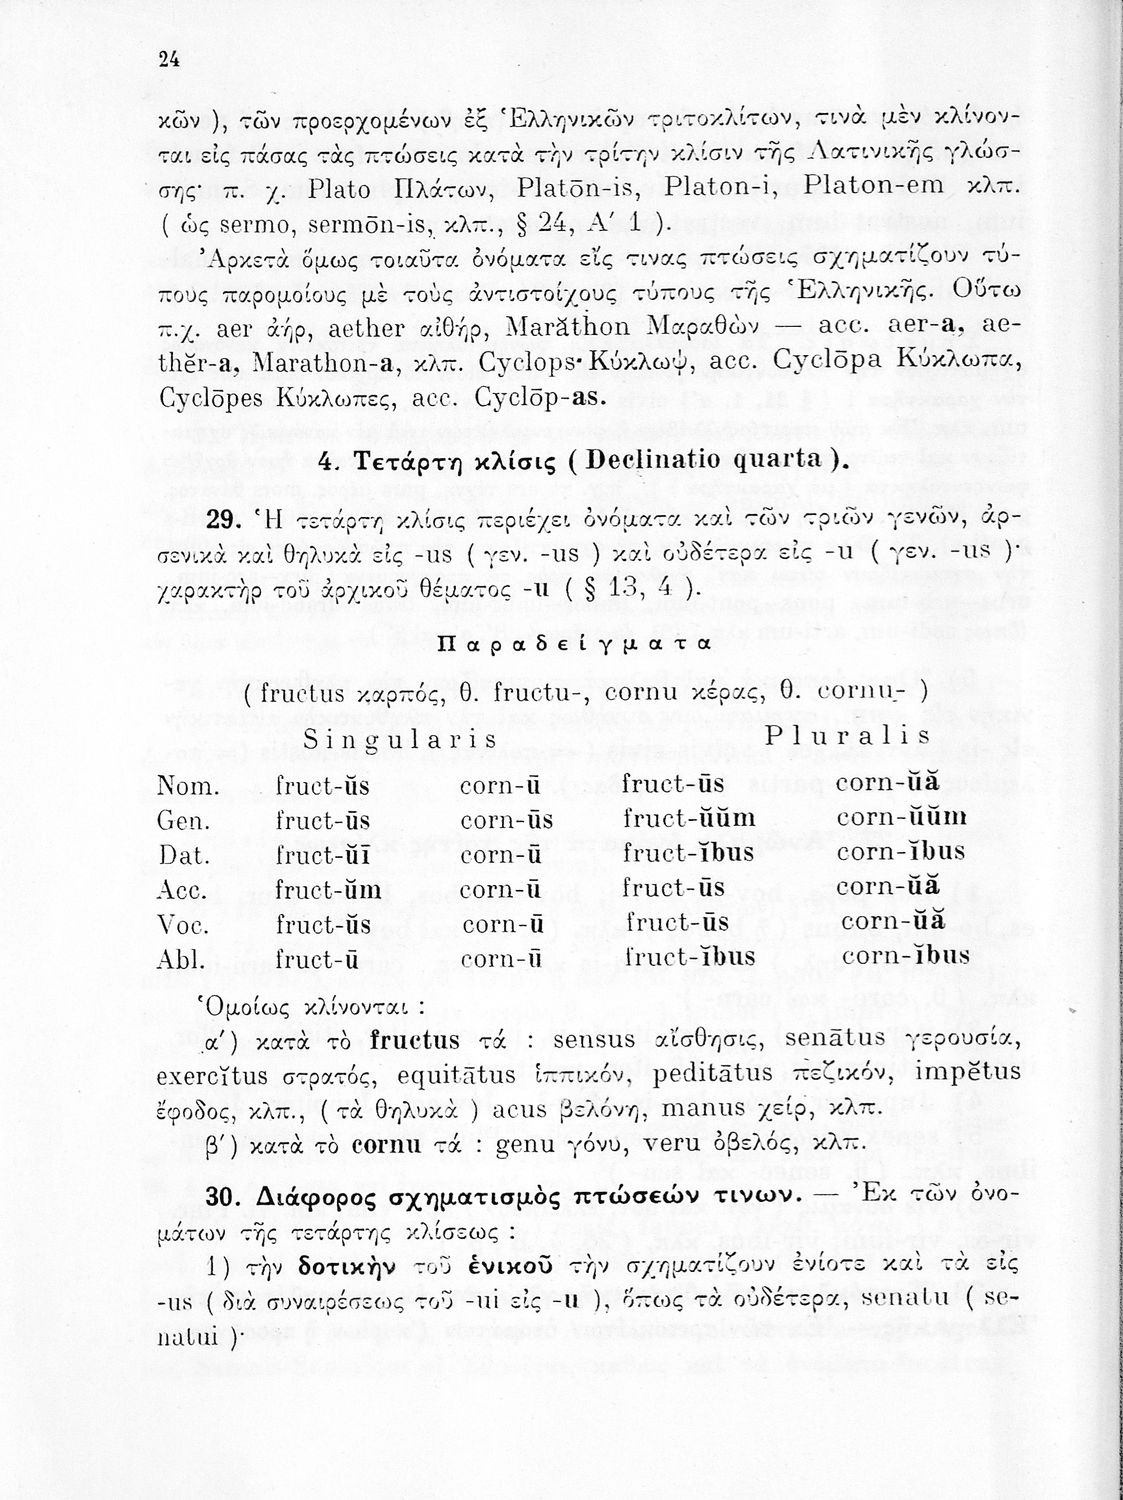 24
κῶν ), τῶν προερχομένων ἐξ Ἑλληνικῶν τριτοκλίτων, τινὰ μὲν κλίνον-
ται εἰς πάσας τὰς πτώσεις κατὰ τὴν τρίτην κλίσιν τῆς Λατινικῆς γλώσ-
σης· π. χ. Plato Πλάτων, Platōn-is, Platon-i, Platon-em κλπ.
( ὡς sermo, sermōn-is, κλπ., § 24, Α′ 1 ).
Ἀρκετὰ ὅμως τοιαῦτα ὀνόματα εἴς τινας πτώσεις σχηματίζουν τύ-
πους παρομοίους μὲ τοὺς ἀντιστοίχους τύπους τῆς Ἑλληνικῆς. Οὕτω
π.χ. aer ἀήρ, aether αἰθήρ, Marăthon Μαραθὼν — acc. aer-a, ae-
thĕr-a, Marathon-a, κλπ. Cyclops· Κύκλωψ, acc. Cyclōpa Κύκλωπα,
Cyclōpes Κύκλωπες, acc. Cyclōp-as.
4. Τετάρτη κλίσις ( Declinatio quarta ).
29. Ἡ τετάρτη κλίσις περιέχει ὀνόματα καὶ τῶν τριῶν γενῶν, ἀρ-
σενικὰ καὶ θηλυκὰ εἰς -us ( γεν. -us ) καὶ οὐδέτερα εἰς -u ( γεν. -us )·
χαρακτὴρ τοῦ ἀρχικοῦ θέματος -u ( § 13, 4 ).
Παραδείγματα
( fructus καρπός, θ. fructu-, cornu κέρας, θ. cornu- )
Singularis Pluralis
Nom. fruct-ŭs corn-ū fruct-ūs corn-ŭă
Gen. fruct-ūs corn-ūs fruct-ŭŭm corn-ŭŭm
Dat. fruct-ŭī corn-ū fruct-ĭbus corn-ĭbus
Acc. fruct-ŭm corn-ū fruct-ūs corn-ŭă
Voc. fruct-ŭs corn-ū fruct-ūs corn-ŭă
Abl. fruct-ū corn-ū fruct-ĭbus corn-ĭbus
Ὁμοίως κλίνονται :
α′) κατὰ τὸ fructus τά : sensus αἴσθησις, senātus γερουσία,
exercĭtus στρατός, equitātus ἱππικόν, peditātus πεζικόν, impĕtus
ἔφοδος, κλπ., ( τὰ θηλυκὰ ) acus βελόνη, manus χείρ, κλπ.
β′) κατὰ τὸ cornu τά : genu γόνυ, veru ὀβελός, κλπ.
30. Διάφορος σχηματισμὸς πτώσεών τινων. — Ἐκ τῶν ὀνο-
μάτων τῆς τετάρτης κλίσεως :
1) τὴν δοτικὴν τοῦ ἑνικοῦ τὴν σχηματίζουν ἐνίοτε καὶ τὰ εἰς
-us ( διὰ συναιρέσεως τοῦ -ui εἰς -u ), ὅπως τὰ οὐδέτερα, senatu ( se-
natui )·